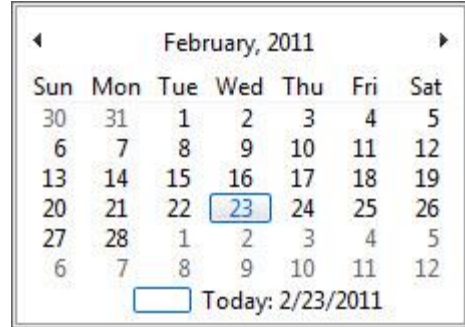 February, 2011
Sun Mon Tue Wed Thu Fri Sat
30 31 1 2 3 4 5
6 7 8 9 10 11 12
13 14 15 16 17 18 19
20 21 22 23 24 25 26
27 28 1 2 3 4 5
6 7 8 9 10 11 12
Today: 2/23/2011